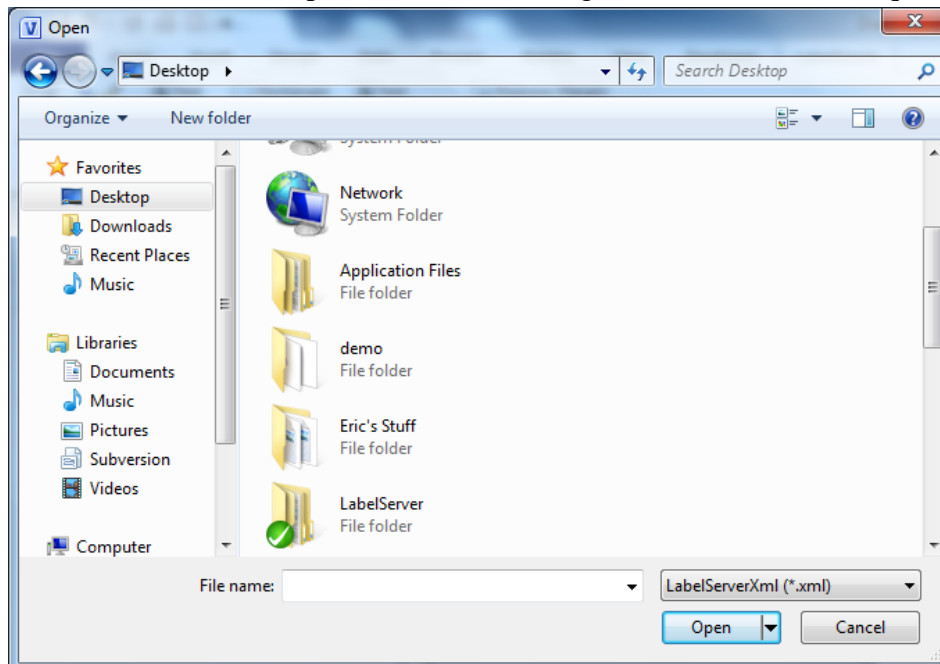 Open
Desktop
Search Desktop
Organize
New folder
Favorites
Desktop
Downloads
Recent Places
Music
Libraries
Documents
Music
Pictures
Subversion
Videos
Computer
System Folder
Network
System Folder
Application Files
File folder
demo
File folder
Eric's Stuff
File folder
LabelServer
File folder
File name:
LabelServerXml (*.xml)
Open
Cancel